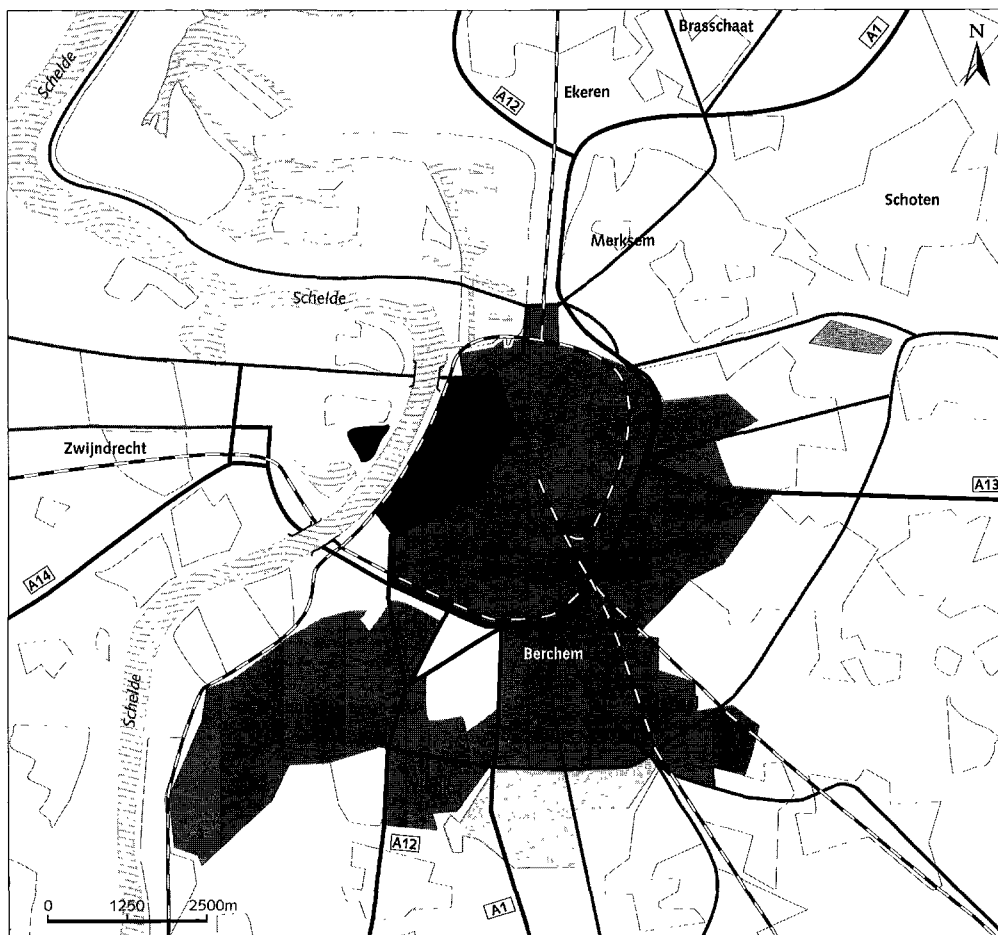 Brasschaat
N
A1
Schelde
A12
Ekeren
Schoten
Merksem
Schelde
Zwijndrecht
A13
A14
Berchem
Schelde
A12
A1
0 1250 2500m